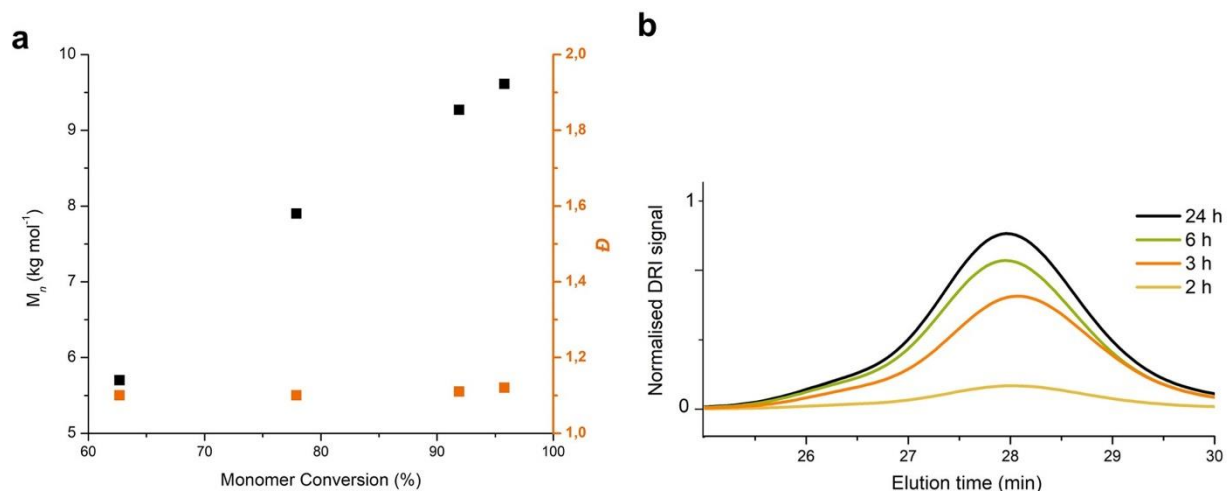 a
10
9
8
7
6
5
Mn (kg mol-1)
60
70
80
90
100
Monomer Conversion (%)
2,0
1,8
1,6
1,4
1,2
1,0
Đ
b
1
0
Normalised DRI signal
24 h
6 h
3 h
2 h
26
27
28
29
30
Elution time (min)